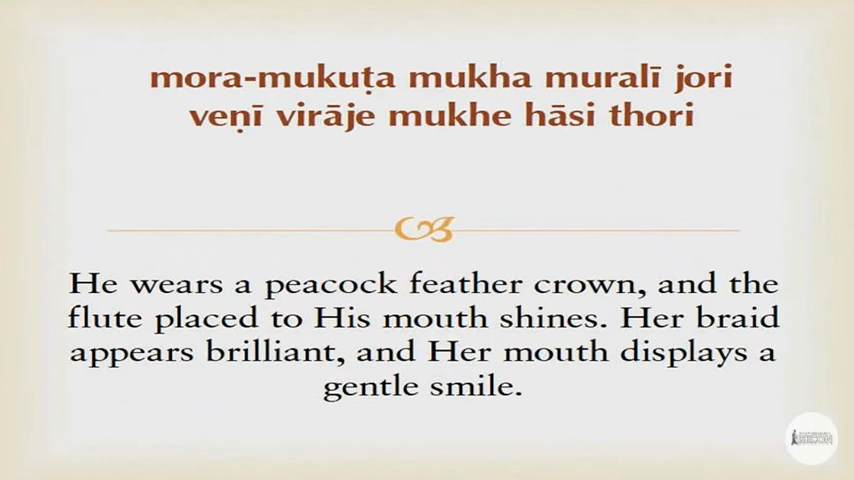 mora-mukuṭa mukha muralī jori
veṇī virāje mukhe hāsi thori
He wears a peacock feather crown, and the
flute placed to His mouth shines. Her braid
appears brilliant, and Her mouth displays a
gentle smile.